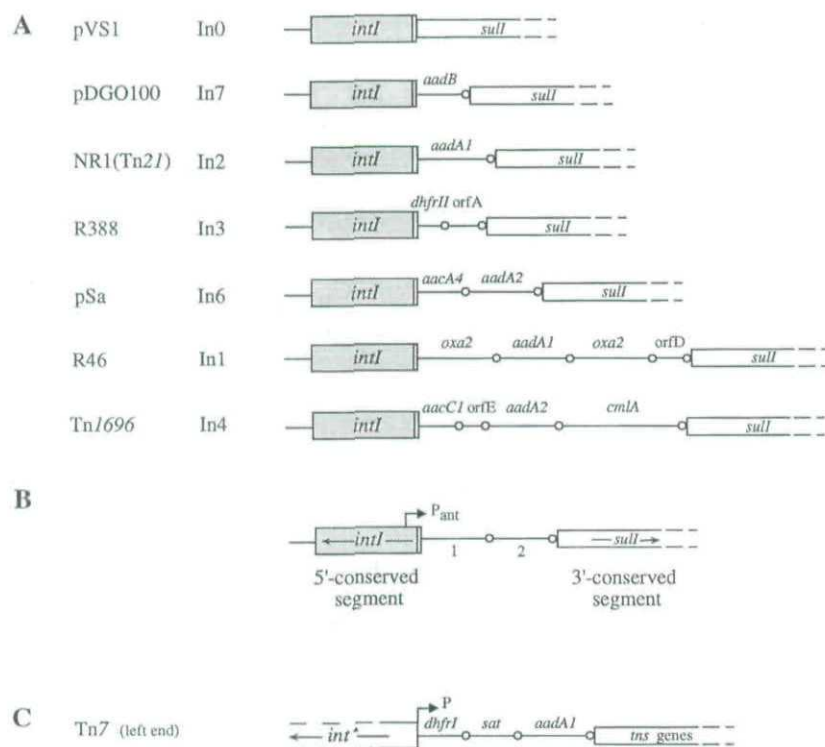 A
pVS1 In0 intI sulI
aadB
pDGO100 In7 intI sulI
aadA1
NR1(Tn21) In2 intI sulI
dhfrII orfA
R388 In3 intI sulI
aacA4 aadA2
pSa In6 intI sulI
oxa2 aadA1 oxa2 orfD
R46 In1 intI sulI
aacC1 orfE aadA2 cmlA
Tn1696 In4 intI sulI
B
Pant
intI sulI
1 2
5'-conserved segment
3'-conserved segment
C
P
dhfrI sat aadA1
Tn7 (left end) int* tns genes